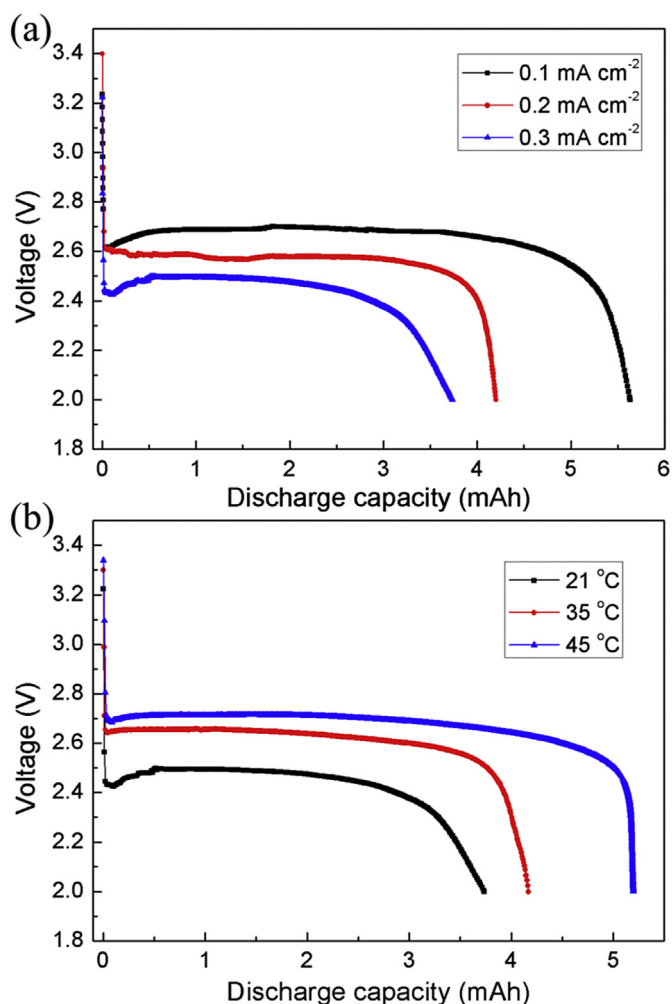 (a)
3.4
3.2
3.0
2.8
2.6
2.4
2.2
2.0
1.8
Voltage (V)
0.1 mA cm⁻²
0.2 mA cm⁻²
0.3 mA cm⁻²
0 1 2 3 4 5 6
Discharge capacity (mAh)
(b)
3.4
3.2
3.0
2.8
2.6
2.4
2.2
2.0
1.8
Voltage (V)
21 °C
35 °C
45 °C
0 1 2 3 4 5
Discharge capacity (mAh)